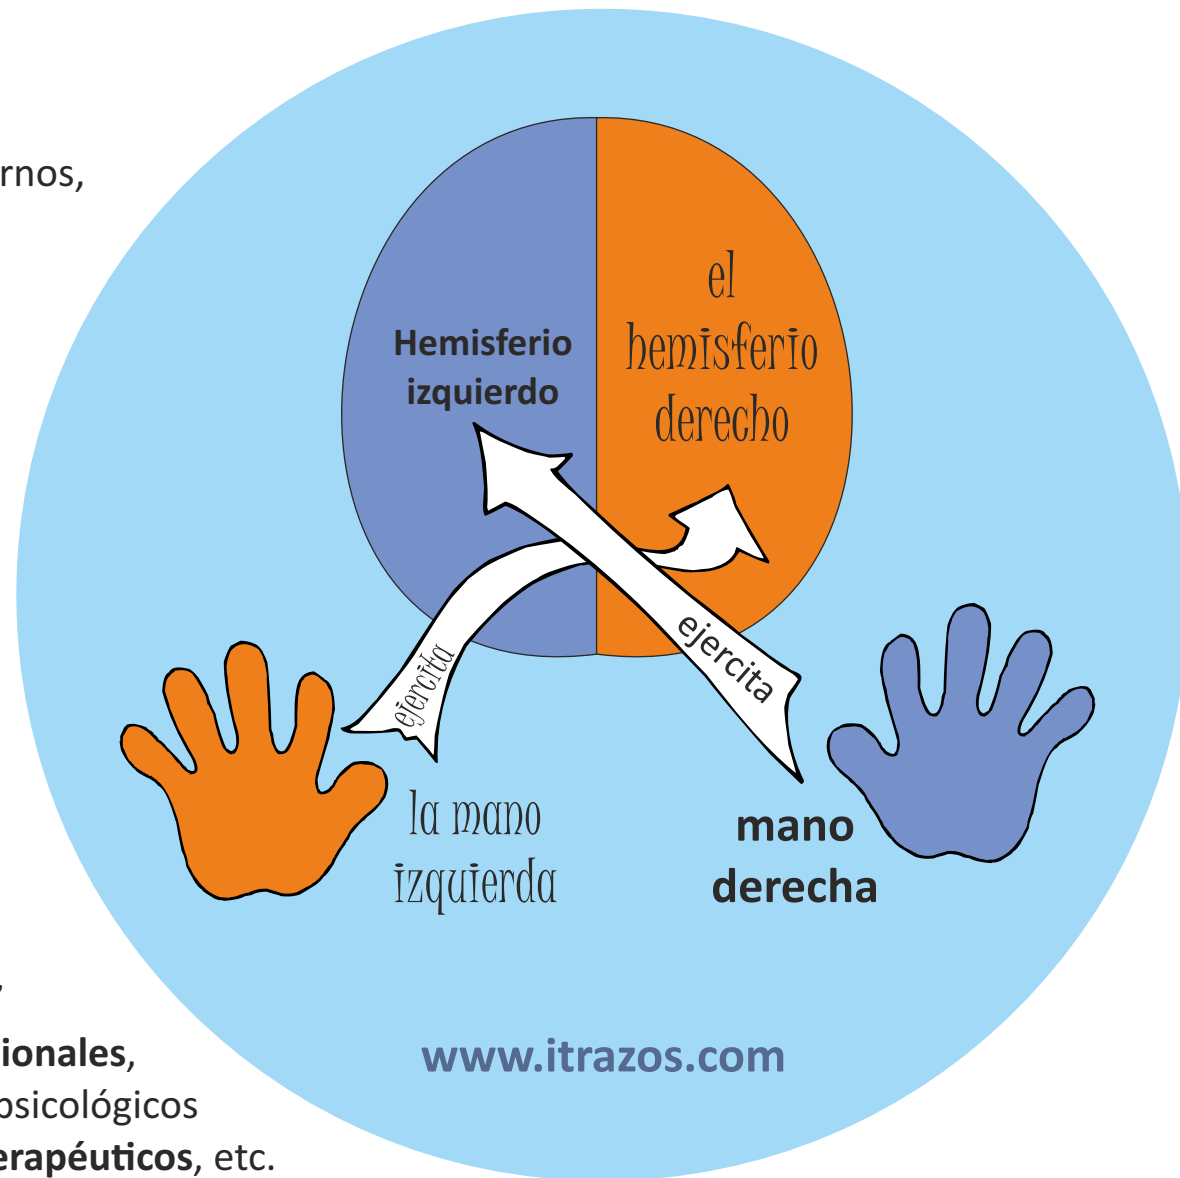 rnos,
el
hemisferio
derecho
Hemisferio
izquierdo
ejercita
ejercita
la mano
izquierda
mano
derecha
,
ionales,
psicológicos
erapéuticos, etc.
www.itrazos.com